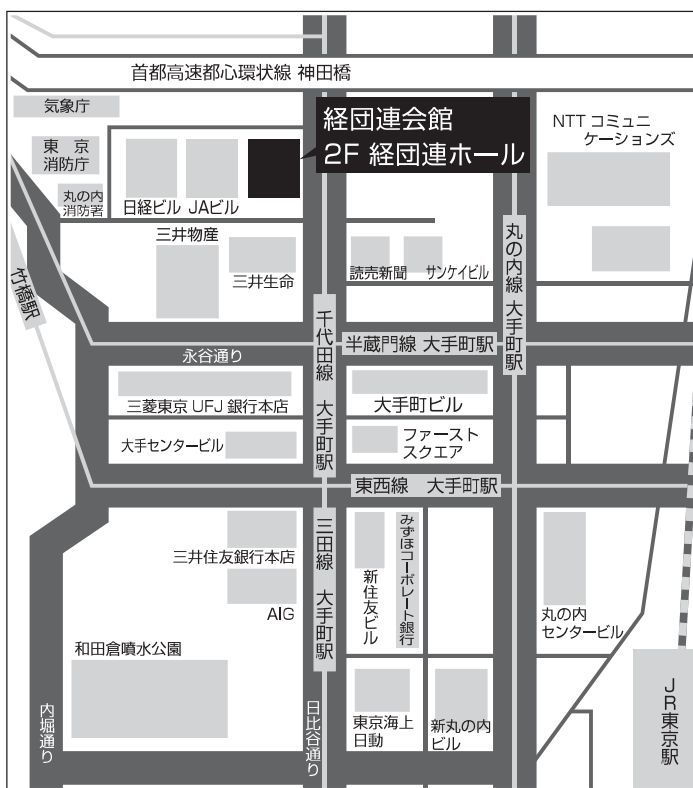 首都高速都心環状線 神田橋
気象庁
経団連会館
2F 経団連ホール
NTT コミュニ
ケーションズ
東 京
消防庁
丸の内
消防署
日経ビル
JAビル
三井物産
三井生命
読売新聞
サンケイビル
丸の内線 大手町駅
竹橋駅
千代田線 大手町駅
半蔵門線 大手町駅
永谷通り
三菱東京 UFJ 銀行本店
大手町ビル
大手センタービル
ファースト
スクエア
東西線 大手町駅
三井住友銀行本店
三田線 大手町駅
新住友ビル
みずほコーポレート銀行
AIG
丸の内
センタービル
和田倉噴水公園
内堀通り
日比谷通り
東京海上
日動
新丸の内
ビル
JR東京駅